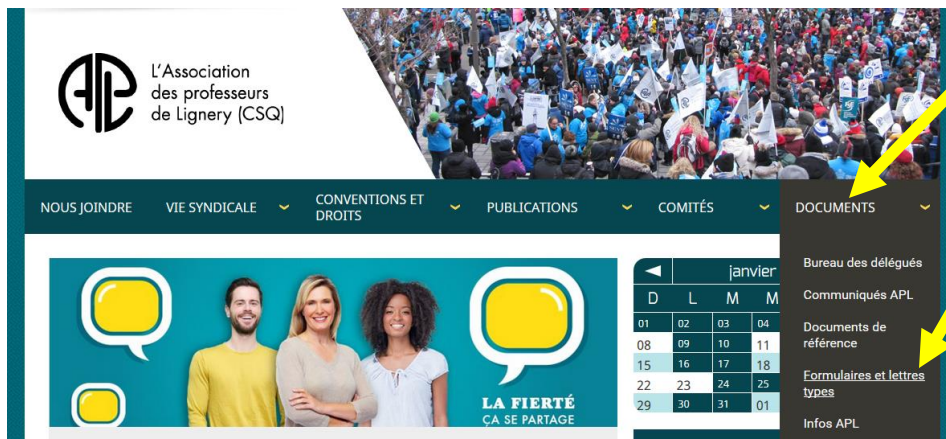 APL
L'Association
des professeurs
de Lignery (CSQ)
NOUS JOINDRE
VIE SYNDICALE
CONVENTIONS ET
DROITS
PUBLICATIONS
COMITÉS
DOCUMENTS
Bureau des délégués
Communiqués APL
Documents de
référence
Formulaires et lettres
types
Infos APL
LA FIERTÉ
ÇA SE PARTAGE
janvier
D L M M
01 02 03 04
08 09 10 11
15 16 17 18
22 23 24 25
29 30 31 01